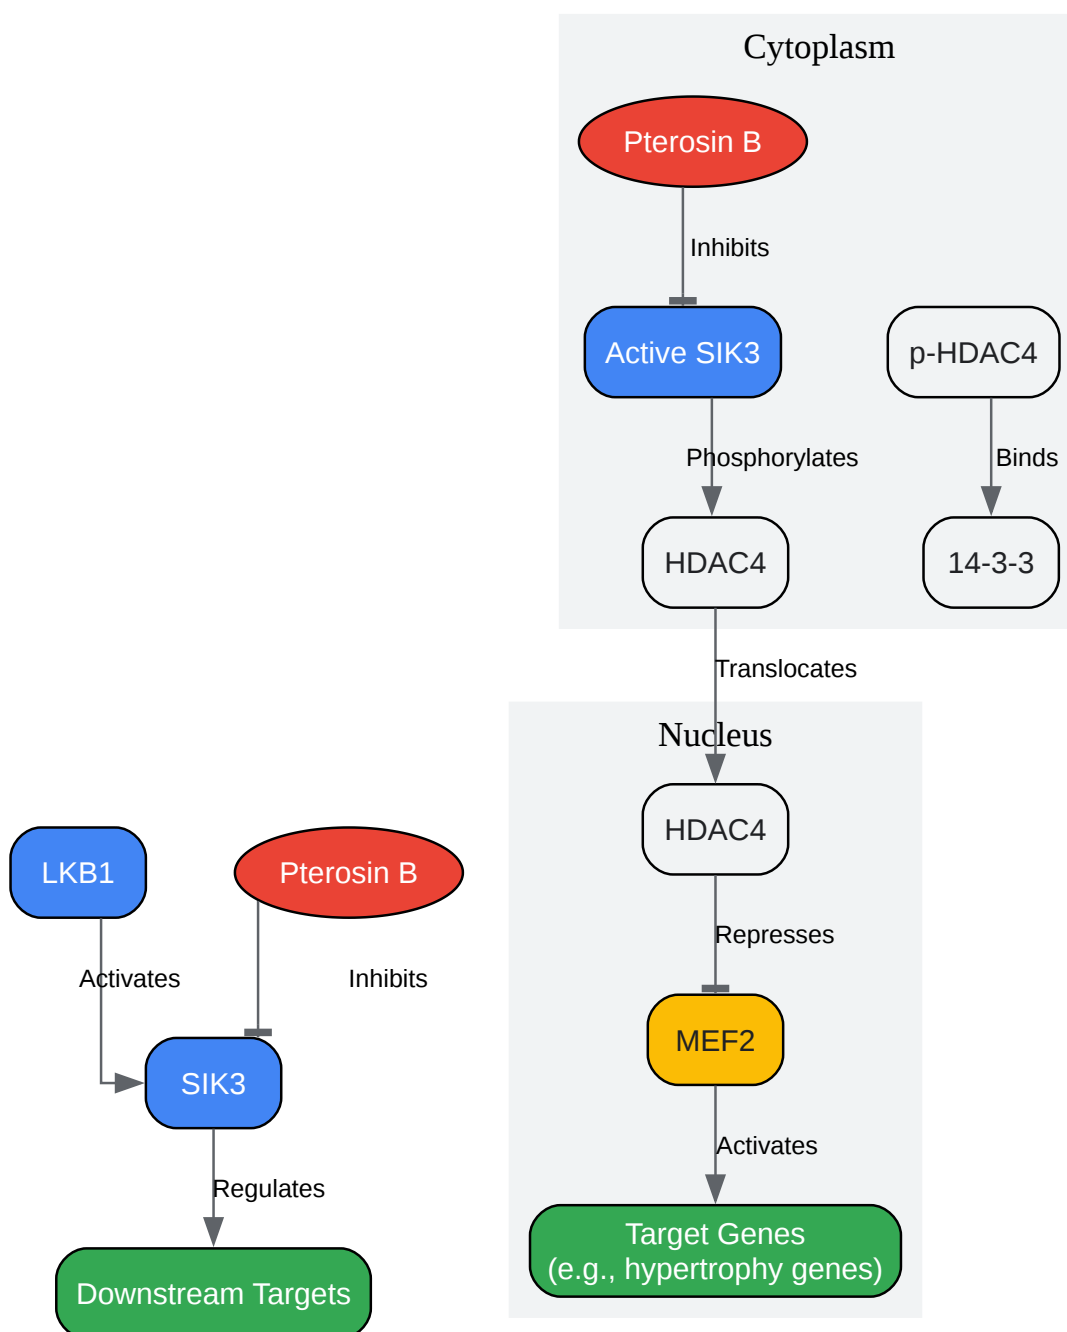 Cytoplasm
Pterosin B
Inhibits
Active SIK3
p-HDAC4
Phosphorylates
Binds
HDAC4
14-3-3
Translocates
Nucleus
HDAC4
LKB1
Pterosin B
Represses
Activates
Inhibits
MEF2
SIK3
Activates
Regulates
Target Genes
(e.g., hypertrophy genes)
Downstream Targets